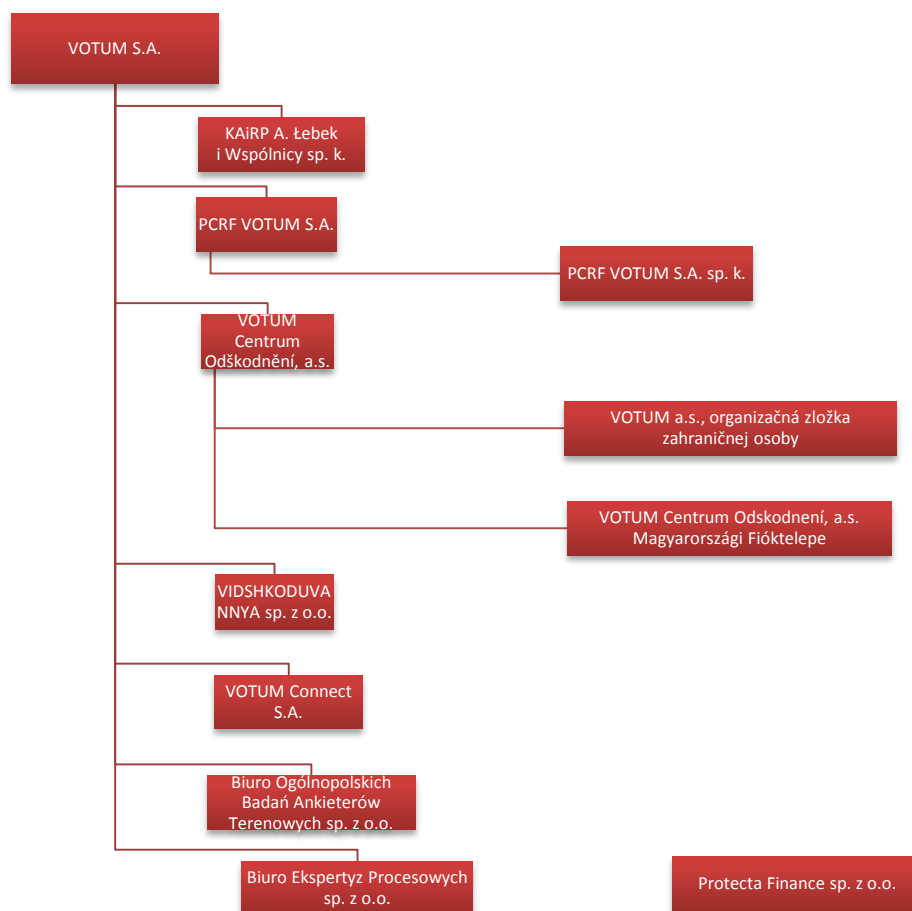 VOTUM S.A.
KAiRP A. Łebek
i Wspólnicy sp. k.
PCRF VOTUM S.A.
PCRF VOTUM S.A. sp. k.
VOTUM
Centrum
Odškodnění, a.s.
VOTUM a.s., organizačná zložka
zahraničnej osoby
VOTUM Centrum Odskodnení, a.s.
Magyarországi Fióktelepe
VIDSHKODUVA
NNYA sp. z o.o.
VOTUM Connect
S.A.
Biuro Ogólnopolskich
Badań Ankieterów
Terenowych sp. z o.o.
Biuro Ekspertyz Procesowych
sp. z o.o.
Protecta Finance sp. z o.o.